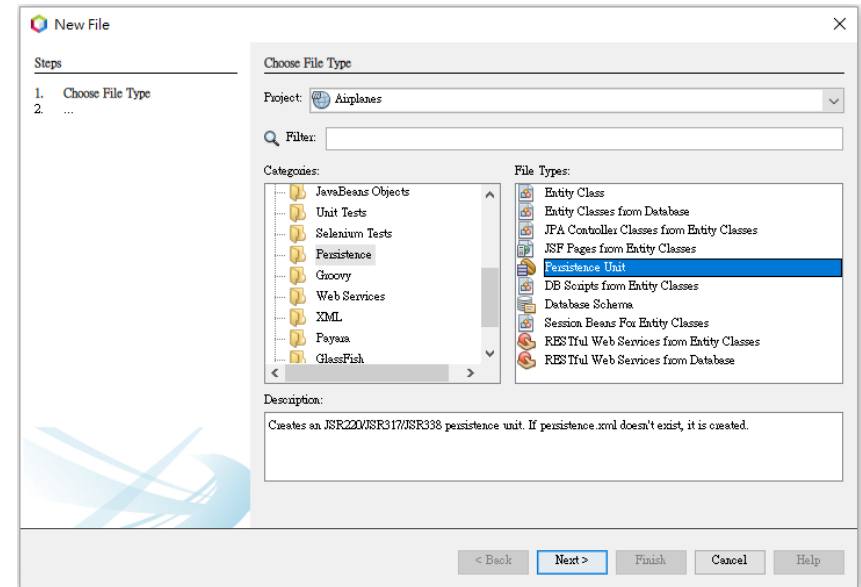 New File
Steps
1. Choose File Type
2. ...
Choose File Type
Project: Airplanes
Filter:
Categories:
JavaBeans Objects
Unit Tests
Selenium Tests
Persistence
Groovy
Web Services
XML
Payara
GlassFish
File Types:
Entity Class
Entity Classes from Database
JPA Controller Classes from Entity Classes
JSF Pages from Entity Classes
Persistence Unit
DB Scripts from Entity Classes
Database Schema
Session Beans For Entity Classes
RESTful Web Services from Entity Classes
RESTful Web Services from Database
Description:
Creates an JSR220/JSR317/JSR338 persistence unit. If persistence.xml doesn't exist, it is created.
< Back Next > Finish Cancel Help